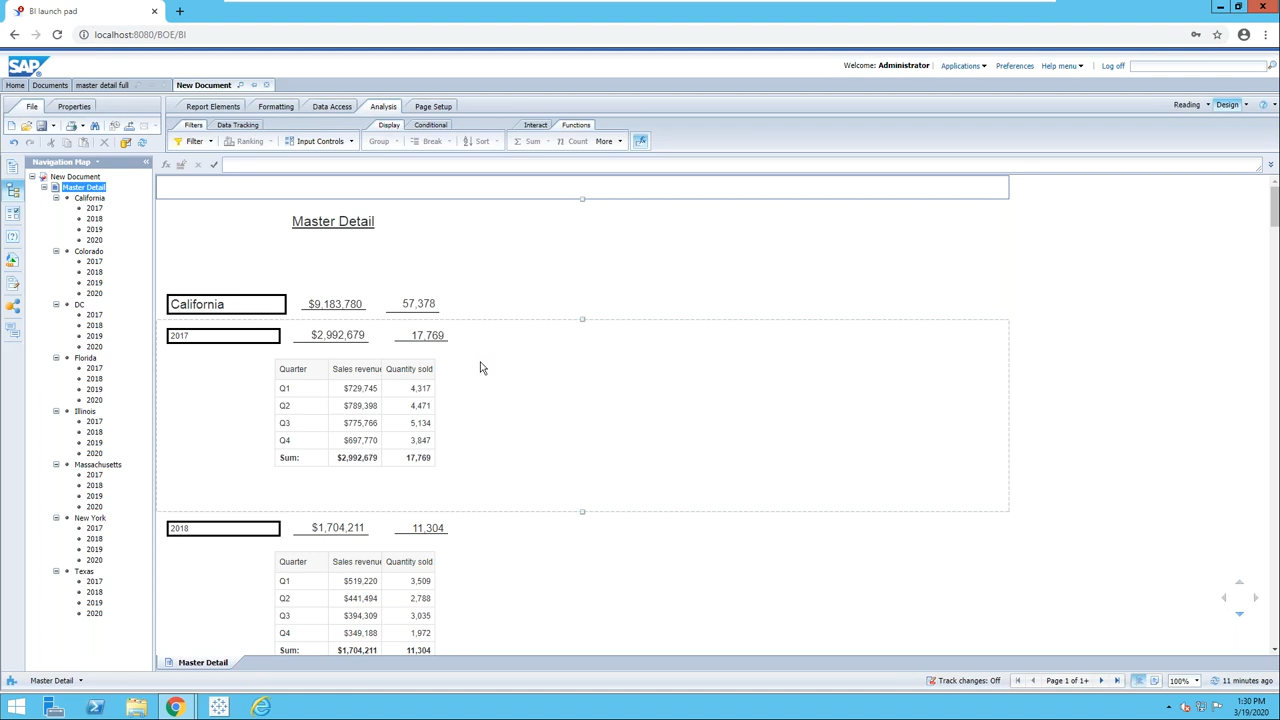 BI launch pad
localhost:8080/BOE/BI
SAP
Welcome: Administrator Applications Preferences Help menu Log off
Home Documents master detail full New Document
File Properties Report Elements Formatting Data Access Analysis Page Setup Reading Design
Filters Data Tracking Display Conditional Interact Functions
Filter Ranking Input Controls Group Break Sort Sum Count More
Navigation Map
New Document
Master Detail
California
2017
2018
2019
2020
Colorado
2017
2018
2019
2020
DC
2017
2018
2019
2020
Florida
2017
2018
2019
2020
Illinois
2017
2018
2019
2020
Massachusetts
2017
2018
2019
2020
New York
2017
2018
2019
2020
Texas
2017
2018
2019
2020
Master Detail
California $9,183,780 57,378
2017 $2,992,679 17,769
Quarter Sales revenue Quantity sold
Q1 $729,745 4,317
Q2 $789,398 4,471
Q3 $775,766 5,134
Q4 $697,770 3,847
Sum: $2,992,679 17,769
2018 $1,704,211 11,304
Quarter Sales revenue Quantity sold
Q1 $519,220 3,509
Q2 $441,494 2,788
Q3 $394,309 3,035
Q4 $349,188 1,972
Sum: $1,704,211 11,304
Master Detail
Master Detail Track changes: Off Page 1 of 1+ 100% 11 minutes ago
1:30 PM
3/19/2020